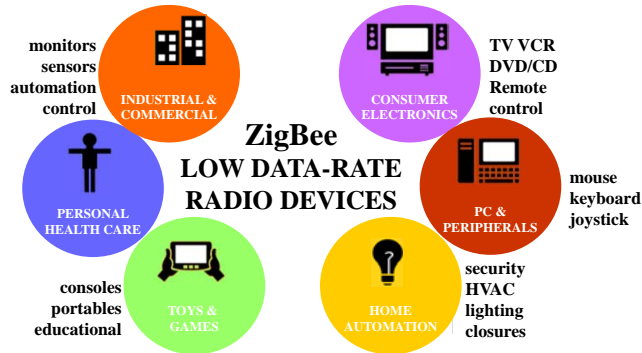 monitors
sensors
automation
control
INDUSTRIAL &
COMMERCIAL
TV VCR
DVD/CD
Remote
control
CONSUMER
ELECTRONICS
ZigBee
LOW DATA-RATE
RADIO DEVICES
PERSONAL
HEALTH CARE
PC &
PERIPHERALS
mouse
keyboard
joystick
consoles
portables
educational
TOYS &
GAMES
?
HOME
AUTOMATION
security
HVAC
lighting
closures